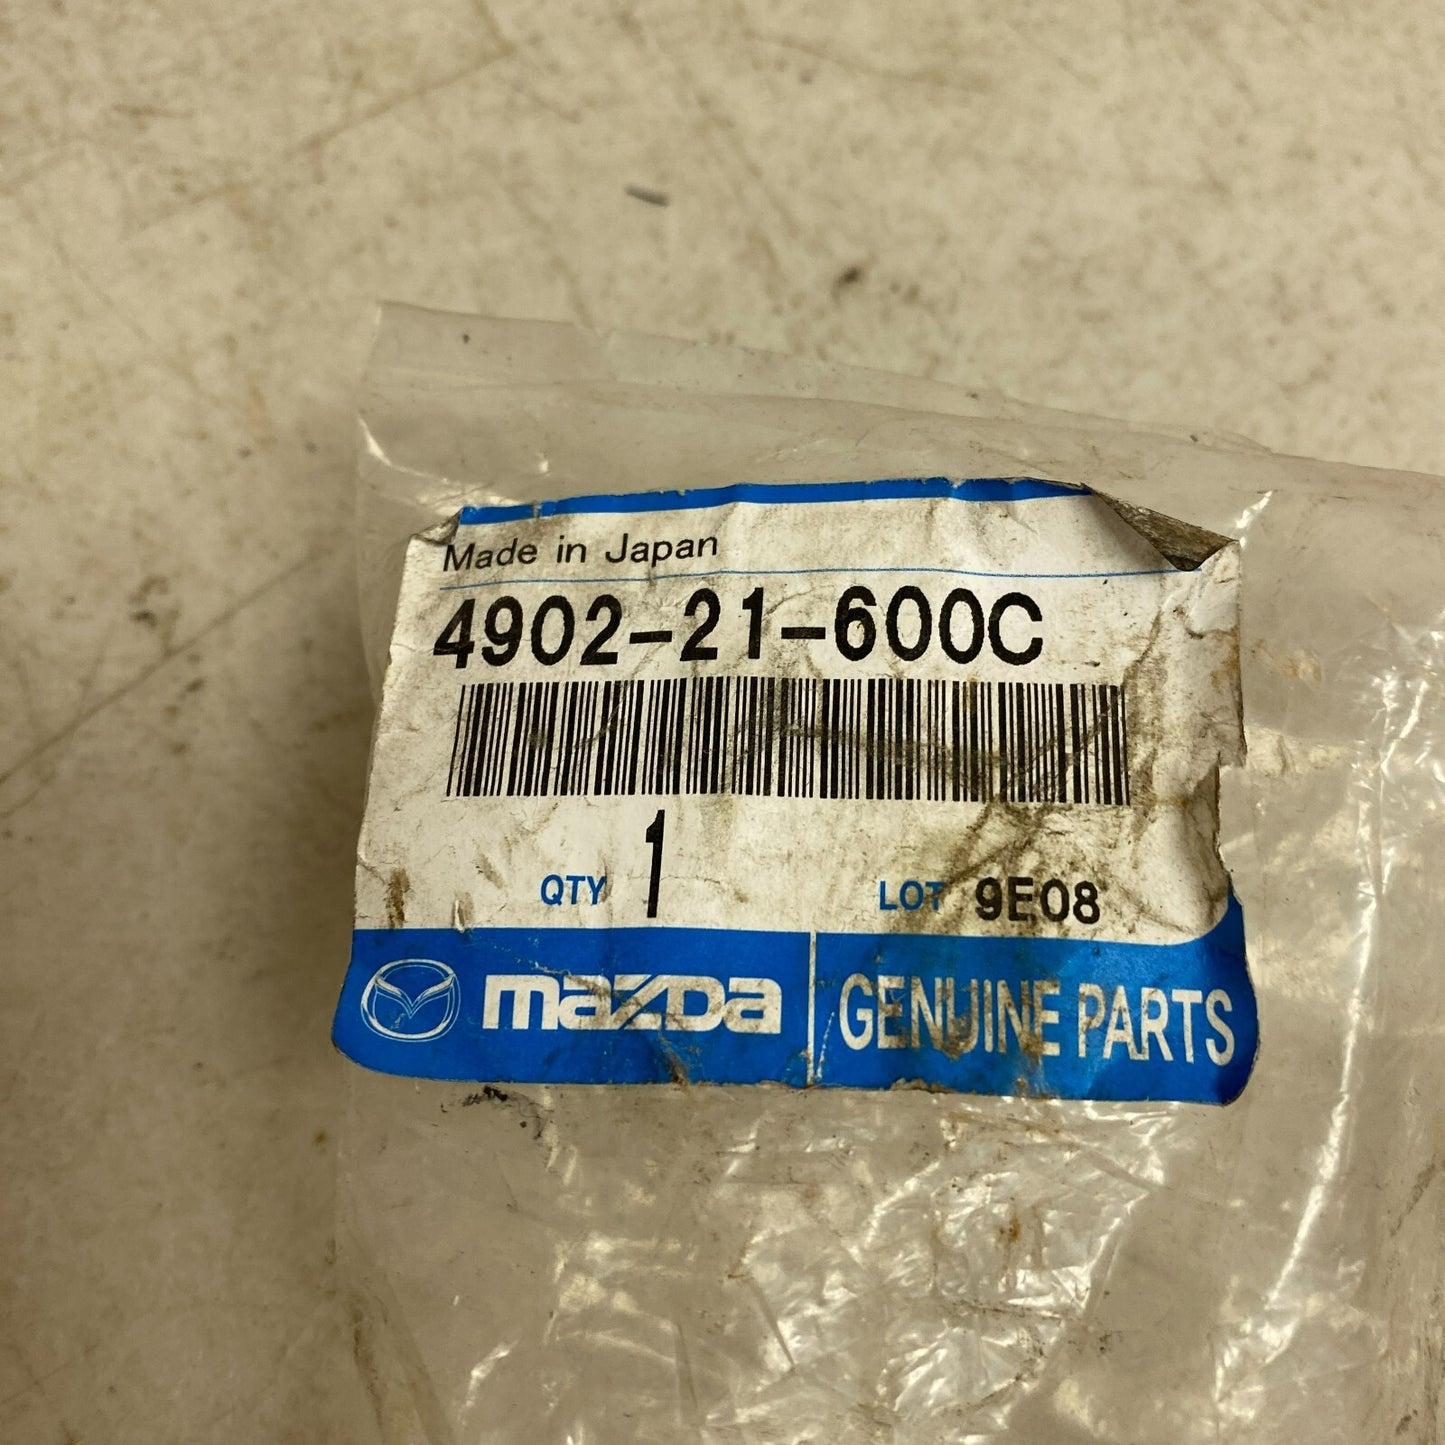 Made in Japan
4902-21-600C
QTY 1 LOT 9E08
mazda GENUINE PARTS